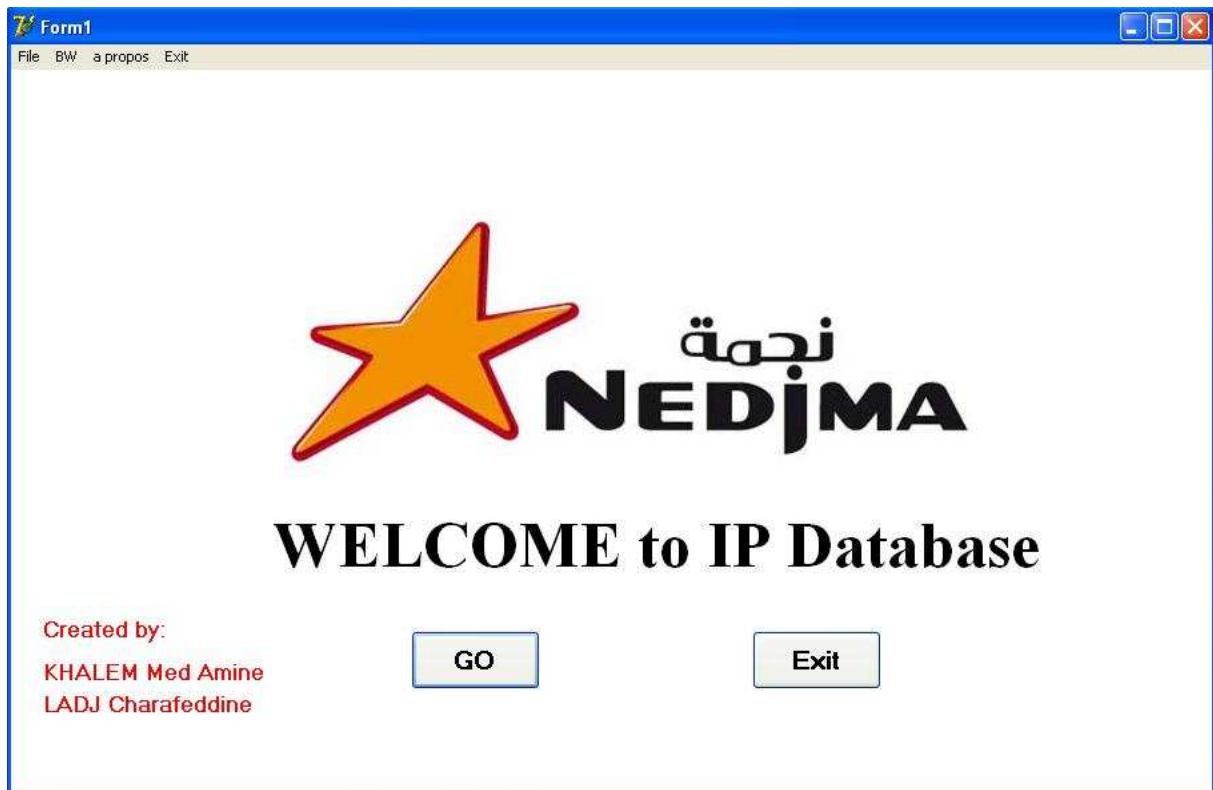 Form1
File BW a propos Exit
نجمة
NEDjMA
WELCOME to IP Database
Created by:
KHALEM Med Amine
LADJ Charafeddine
GO
Exit